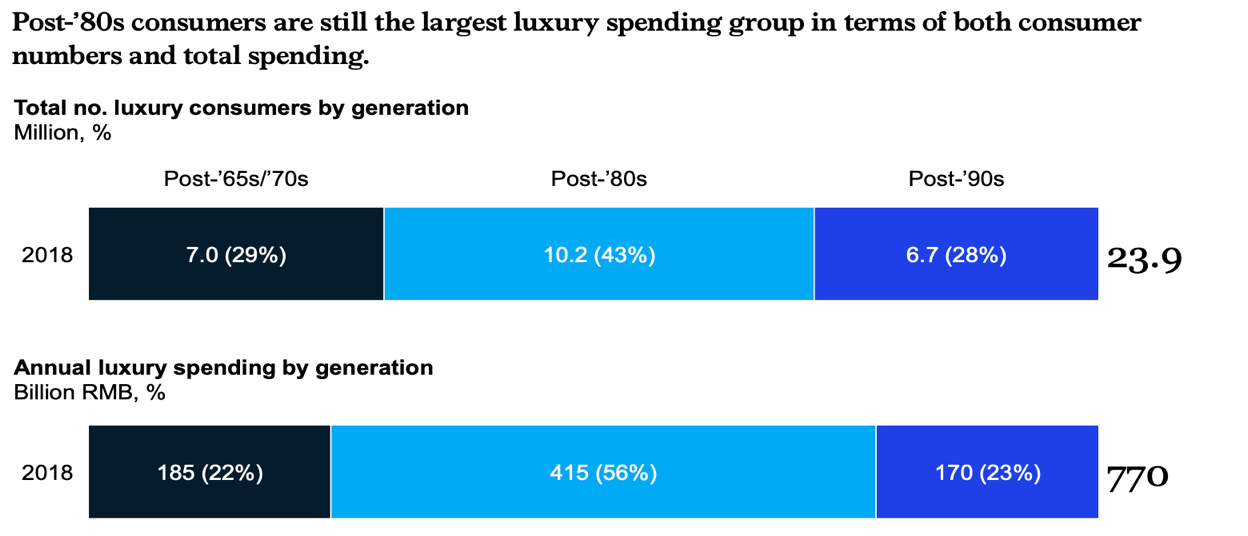 Post-’80s consumers are still the largest luxury spending group in terms of both consumer
numbers and total spending.
Total no. luxury consumers by generation
Million, %
Post-’65s/’70s Post-’80s Post-’90s
2018 7.0 (29%) 10.2 (43%) 6.7 (28%) 23.9
Annual luxury spending by generation
Billion RMB, %
2018 185 (22%) 415 (56%) 170 (23%) 770